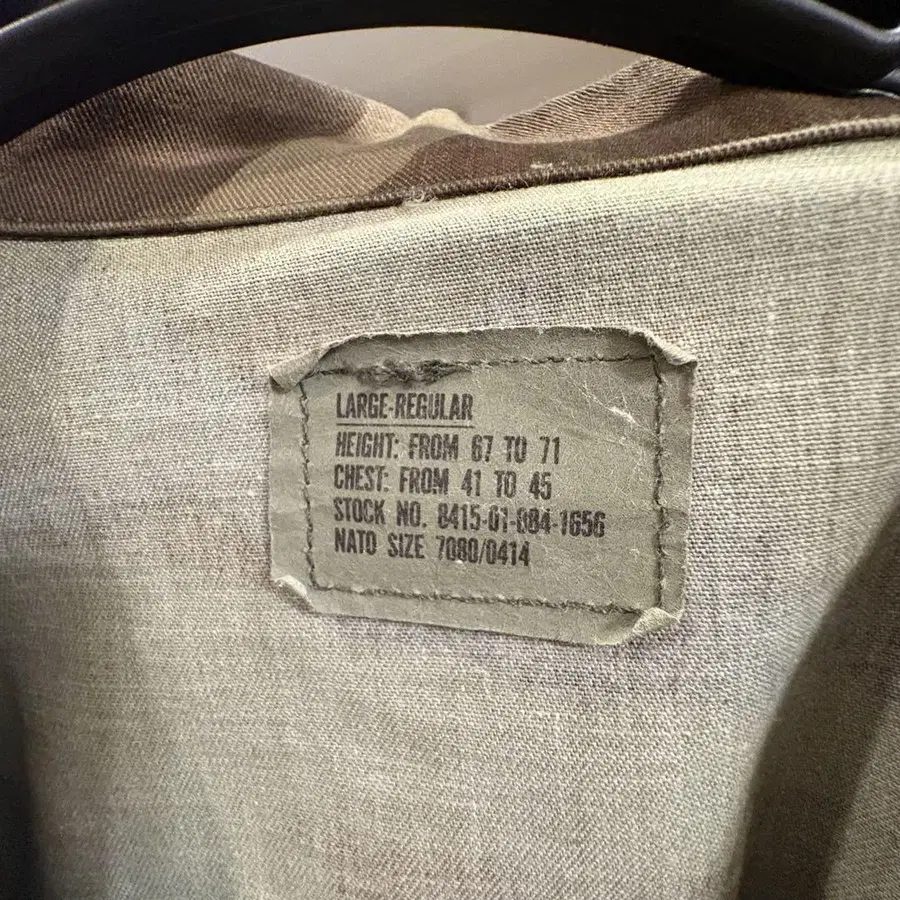 LARGE-REGULAR
HEIGHT: FROM 67 TO 71
CHEST: FROM 41 TO 45
STOCK NO. 8415-01-084-1656
NATO SIZE 7080/0414